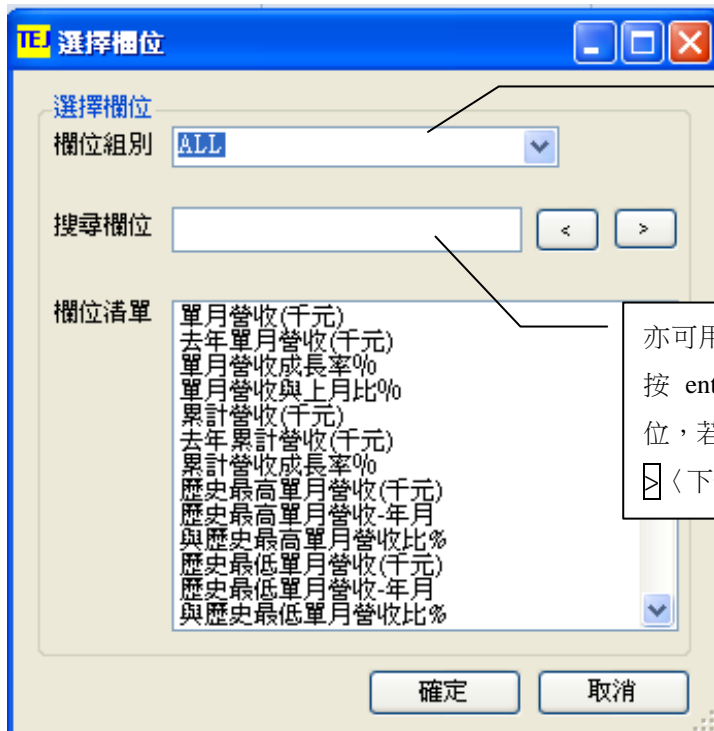 TEJ 選擇欄位
選擇欄位
欄位組別 ALL
搜尋欄位 < >
欄位清單
單月營收(千元)
去年單月營收(千元)
單月營收成長率%
單月營收與上月比%
累計營收(千元)
去年累計營收(千元)
累計營收成長率%
歷史最高單月營收(千元)
歷史最高單月營收-年月
與歷史最高單月營收比%
歷史最低單月營收(千元)
歷史最低單月營收-年月
與歷史最低單月營收比%
亦可用
按 ent
位，若
>〈下
確定 取消